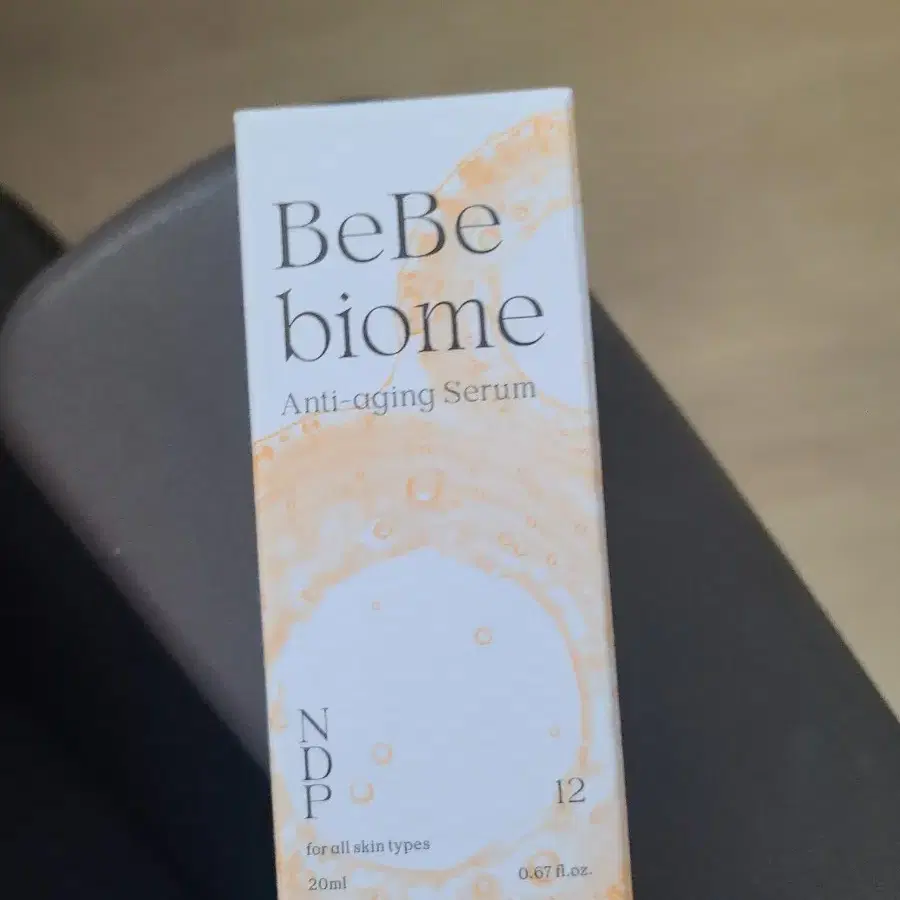 BeBe
biome
Anti-aging Serum
N
D
P
12
for all skin types
20ml
0.67 fl.oz.